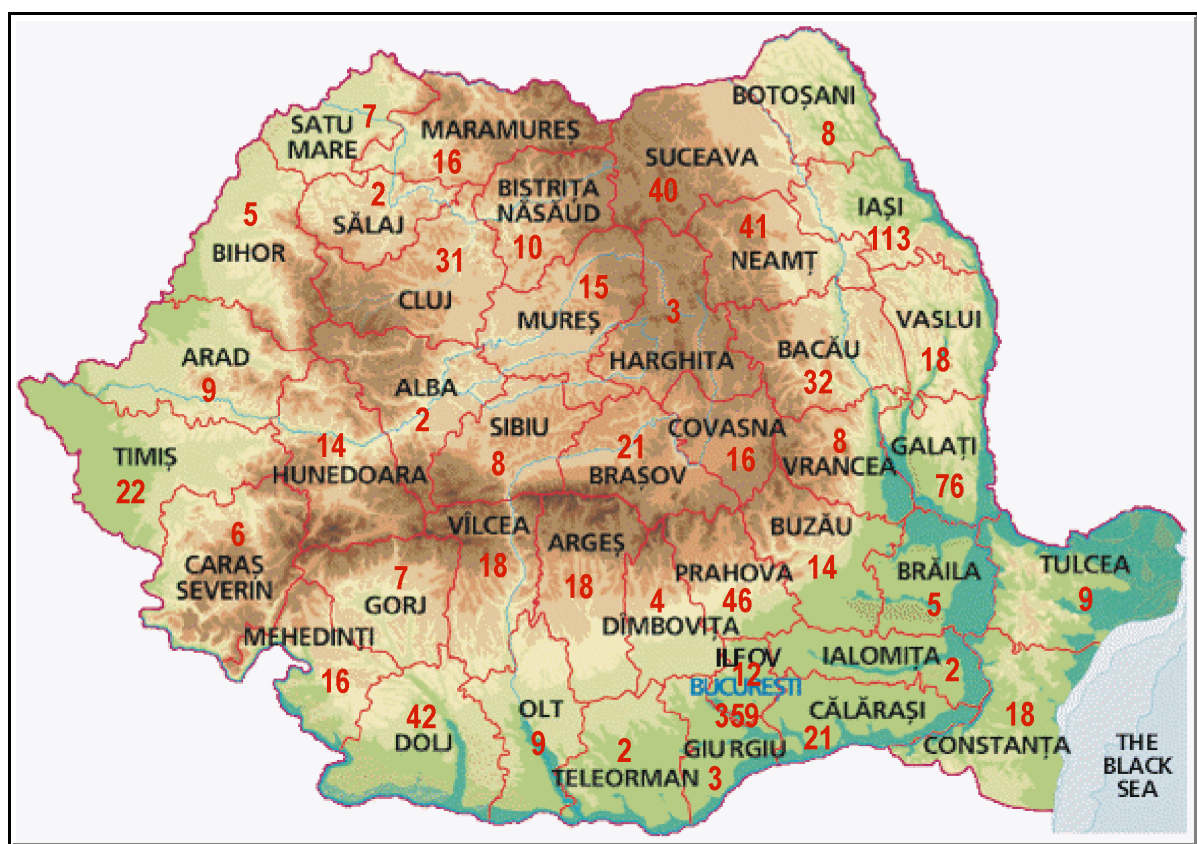 BOTOȘANI
8
SATU
MARE
7
MARAMUREȘ
16
SUCEAVA
40
BISTRIȚA
NĂSĂUD
10
2
SĂLAJ
IAȘI
113
5
BIHOR
41
NEAMȚ
31
CLUJ
15
MUREȘ
3
HARGHITA
VASLUI
18
BACĂU
32
ARAD
9
ALBA
2
SIBIU
8
21
BRAȘOV
COVASNA
16
8
VRANCEA
GALAȚI
76
TIMIȘ
22
14
HUNEDOARA
6
CARAȘ
SEVERIN
VÎLCEA
18
ARGEȘ
18
BUZĂU
14
PRAHOVA
46
BRĂILA
5
TULCEA
9
7
GORJ
4
DÎMBOVIȚA
MEHEDINȚI
16
ILFOV
12
BUCUREȘTI
359
IALOMIȚA
2
42
DOLJ
OLT
9
2
TELEORMAN
GIURGIU
3
CĂLĂRAȘI
21
18
CONSTANȚA
THE
BLACK
SEA